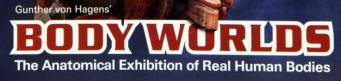 Gunther von Hagens'
BODY WORLDS
The Anatomical Exhibition of Real Human Bodies